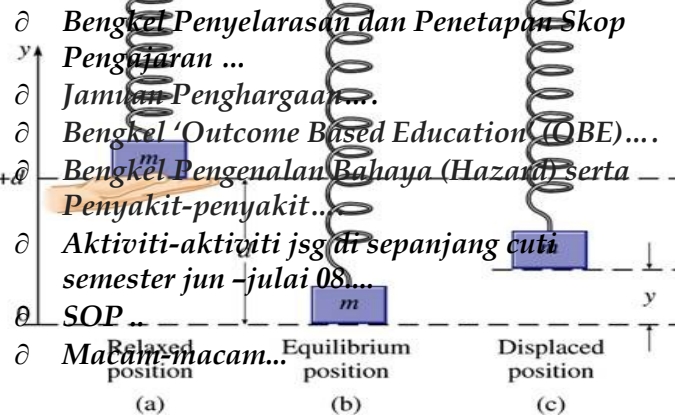 ∂ Bengkel Penyelarasan dan Penetapan Skop
Pengajaran ...
∂ Jamuan Penghargaan....
∂ Bengkel ‘Outcome Based Education (OBE)....
∂ Bengkel Pengenalan Bahaya (Hazard) serta
Penyakit-penyakit....
∂ Aktiviti-aktiviti jsg di sepanjang cuti
semester jun –julai 08....
∂ SOP ..
∂ Macam-macam...
y
+d
m
d
m
m
y
Relaxed
position
(a)
Equilibrium
position
(b)
Displaced
position
(c)